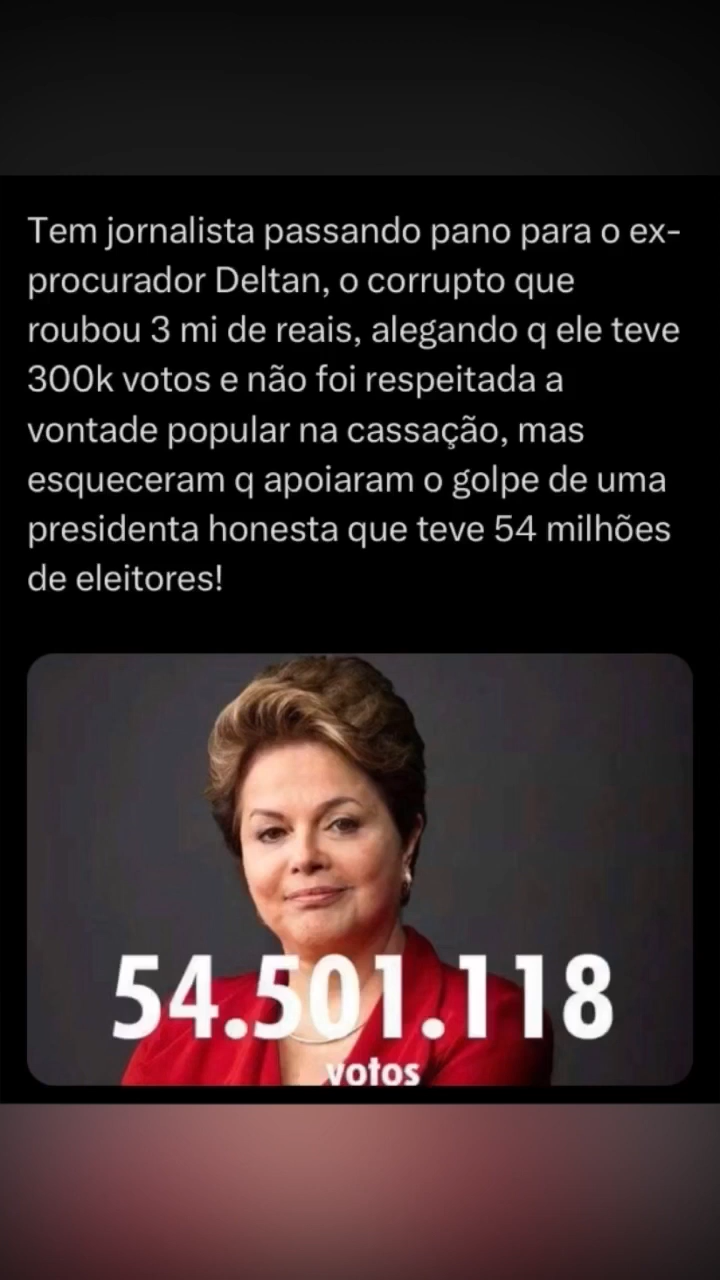 Tem jornalista passando pano para o ex-
procurador Deltan, o corrupto que
roubou 3 mi de reais, alegando q ele teve
300k votos e não foi respeitada a
vontade popular na cassação, mas
esqueceram q apoiaram o golpe de uma
presidenta honesta que teve 54 milhões
de eleitores!
54.501.118
votos